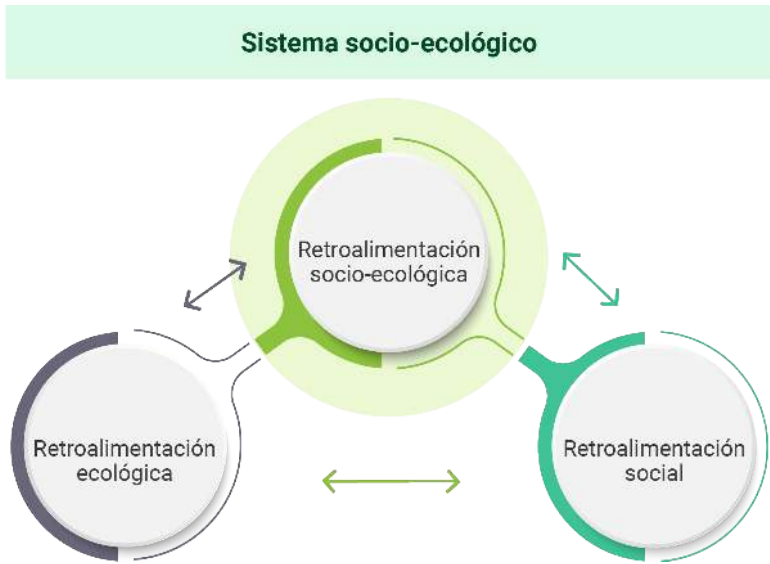 Sistema socio-ecológico
Retroalimentación
socio-ecológica
Retroalimentación
ecológica
Retroalimentación
social